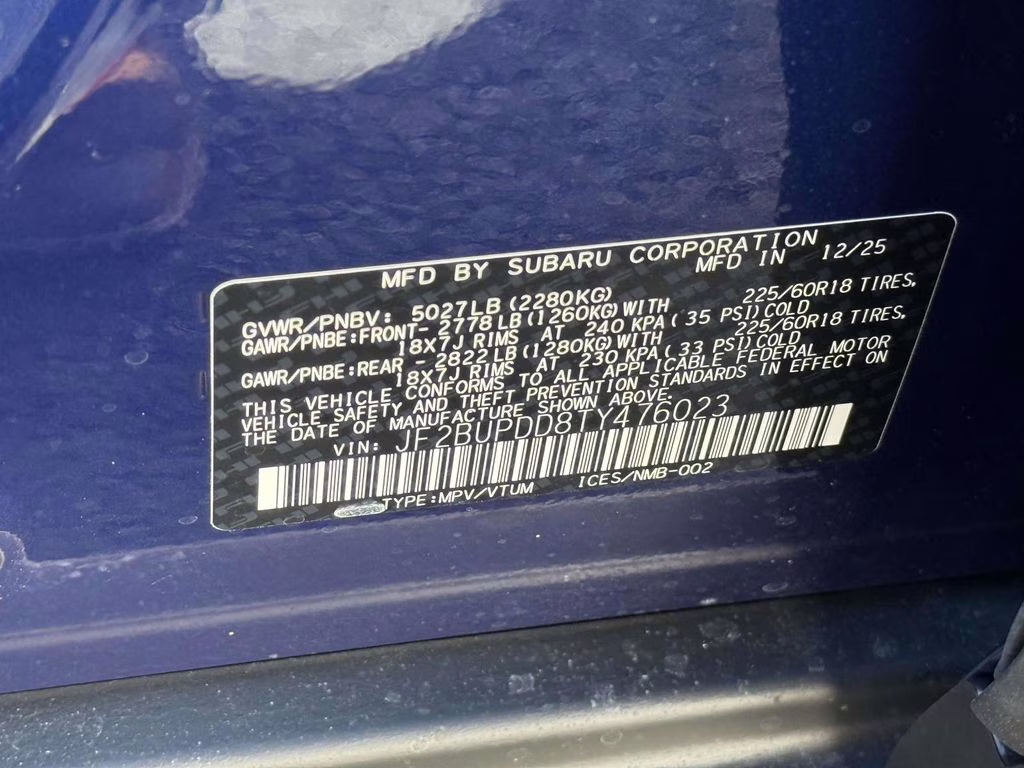 MFD BY SUBARU CORPORATION
MFD IN 12/25
GVWR/PNBV: 5027LB(2280KG)
GAWR/PNBE:FRONT- 2778LB(1260KG)WITH 225/60R18 TIRES,
18X7J RIMS AT 240 KPA(35 PSI)COLD
GAWR/PNBE:REAR - 2822LB(1280KG)WITH 225/60R18 TIRES,
18X7J RIMS AT 230 KPA(33 PSI)COLD
THIS VEHICLE CONFORMS TO ALL APPLICABLE FEDERAL MOTOR
VEHICLE SAFETY AND THEFT PREVENTION STANDARDS IN EFFECT ON
THE DATE OF MANUFACTURE SHOWN ABOVE.
VIN: JF2BUPDD8TY476023
TYPE:MPV/VTUM ICES/NMB-002